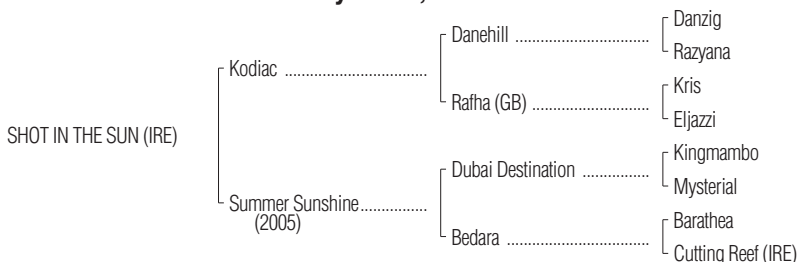 Danzig
Danehill ................................
Razyana
Kodiac ..................................
Kris
Rafha (GB) ............................
Eljazzi
SHOT IN THE SUN (IRE)
Kingmambo
Dubai Destination ................
Mysterial
Summer Sunshine................
(2005)
Barathea
Bedara ..................................
Cutting Reef (IRE)